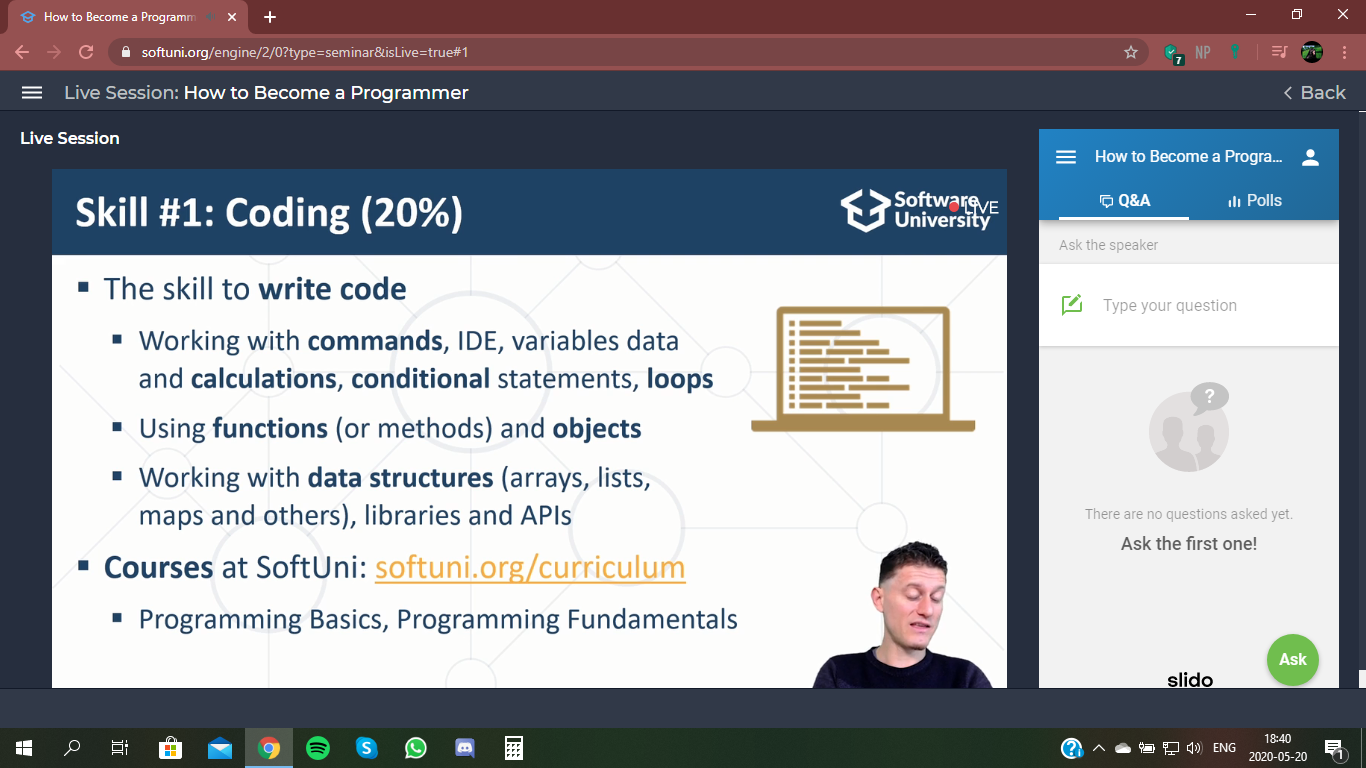 How to Become a Programm
softuni.org/engine/2/0?type=seminar&isLive=true#1
7
NP
Live Session: How to Become a Programmer
Back
Live Session
Skill #1: Coding (20%)
Software
University
LIVE
The skill to write code
Working with commands, IDE, variables data
and calculations, conditional statements, loops
Using functions (or methods) and objects
Working with data structures (arrays, lists,
maps and others), libraries and APIs
Courses at SoftUni: softuni.org/curriculum
Programming Basics, Programming Fundamentals
How to Become a Progra...
Q&A
Polls
Ask the speaker
Type your question
?
There are no questions asked yet.
Ask the first one!
Ask
slido
ENG
18:40
2020-05-20
1